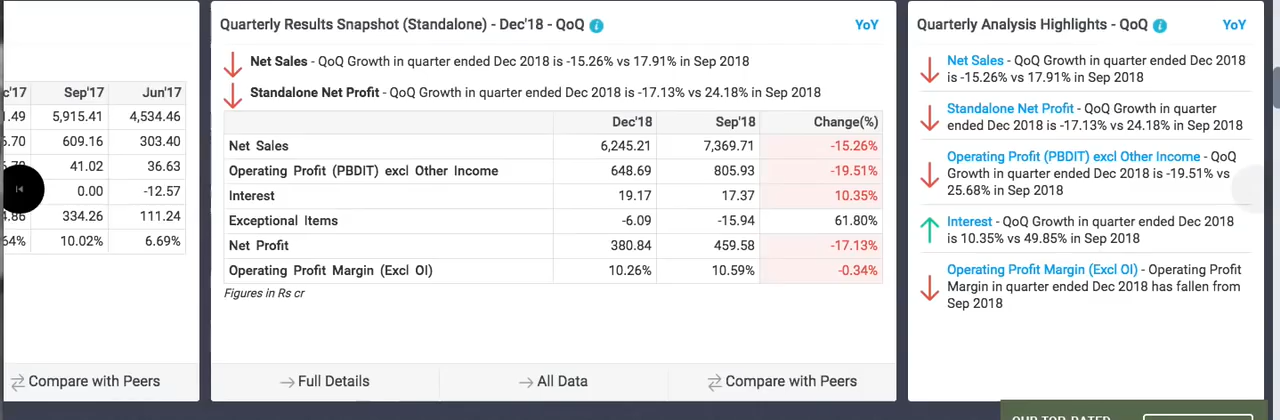 c'17 Sep'17 Jun'17
1.49 5,915.41 4,534.46
6.70 609.16 303.40
41.02 36.63
0.00 -12.57
4.86 334.26 111.24
64% 10.02% 6.69%
Compare with Peers
Quarterly Results Snapshot (Standalone) - Dec'18 - QoQ i YoY
Net Sales - QoQ Growth in quarter ended Dec 2018 is -15.26% vs 17.91% in Sep 2018
Standalone Net Profit - QoQ Growth in quarter ended Dec 2018 is -17.13% vs 24.18% in Sep 2018
Dec'18 Sep'18 Change(%)
Net Sales 6,245.21 7,369.71 -15.26%
Operating Profit (PBDIT) excl Other Income 648.69 805.93 -19.51%
Interest 19.17 17.37 10.35%
Exceptional Items -6.09 -15.94 61.80%
Net Profit 380.84 459.58 -17.13%
Operating Profit Margin (Excl OI) 10.26% 10.59% -0.34%
Figures in Rs cr
Full Details All Data Compare with Peers
Quarterly Analysis Highlights - QoQ i YoY
Net Sales - QoQ Growth in quarter ended Dec 2018
is -15.26% vs 17.91% in Sep 2018
Standalone Net Profit - QoQ Growth in quarter
ended Dec 2018 is -17.13% vs 24.18% in Sep 2018
Operating Profit (PBDIT) excl Other Income - QoQ
Growth in quarter ended Dec 2018 is -19.51% vs
25.68% in Sep 2018
Interest - QoQ Growth in quarter ended Dec 2018
is 10.35% vs 49.85% in Sep 2018
Operating Profit Margin (Excl OI) - Operating Profit
Margin in quarter ended Dec 2018 has fallen from
Sep 2018
OUR TOP-RATED